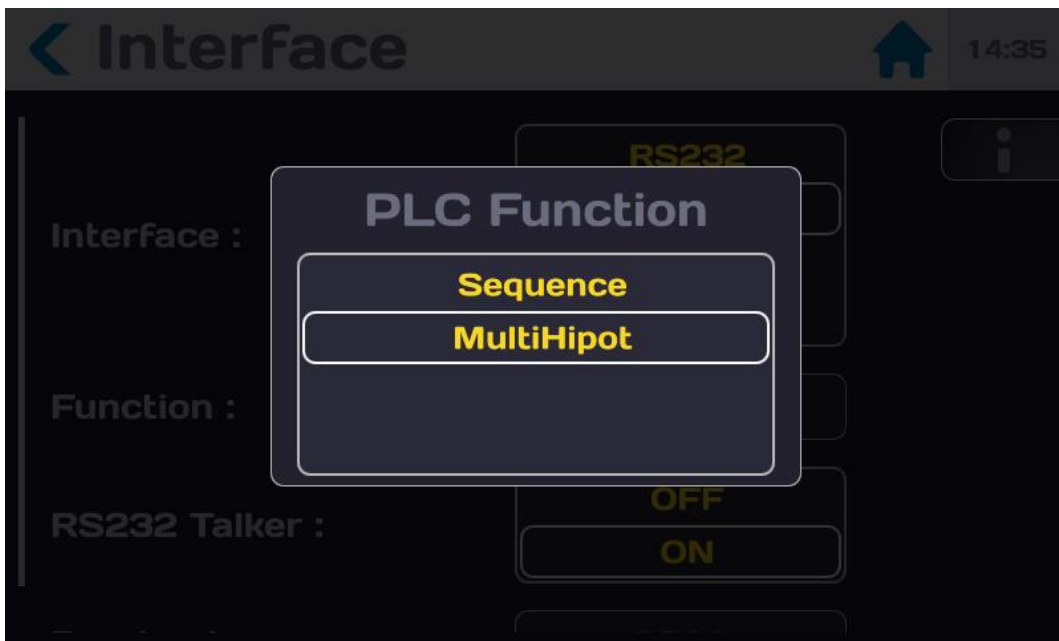 Interface
14:35
RS232
PLC Function
Interface :
Sequence
MultiHipot
Function :
OFF
RS232 Talker :
ON